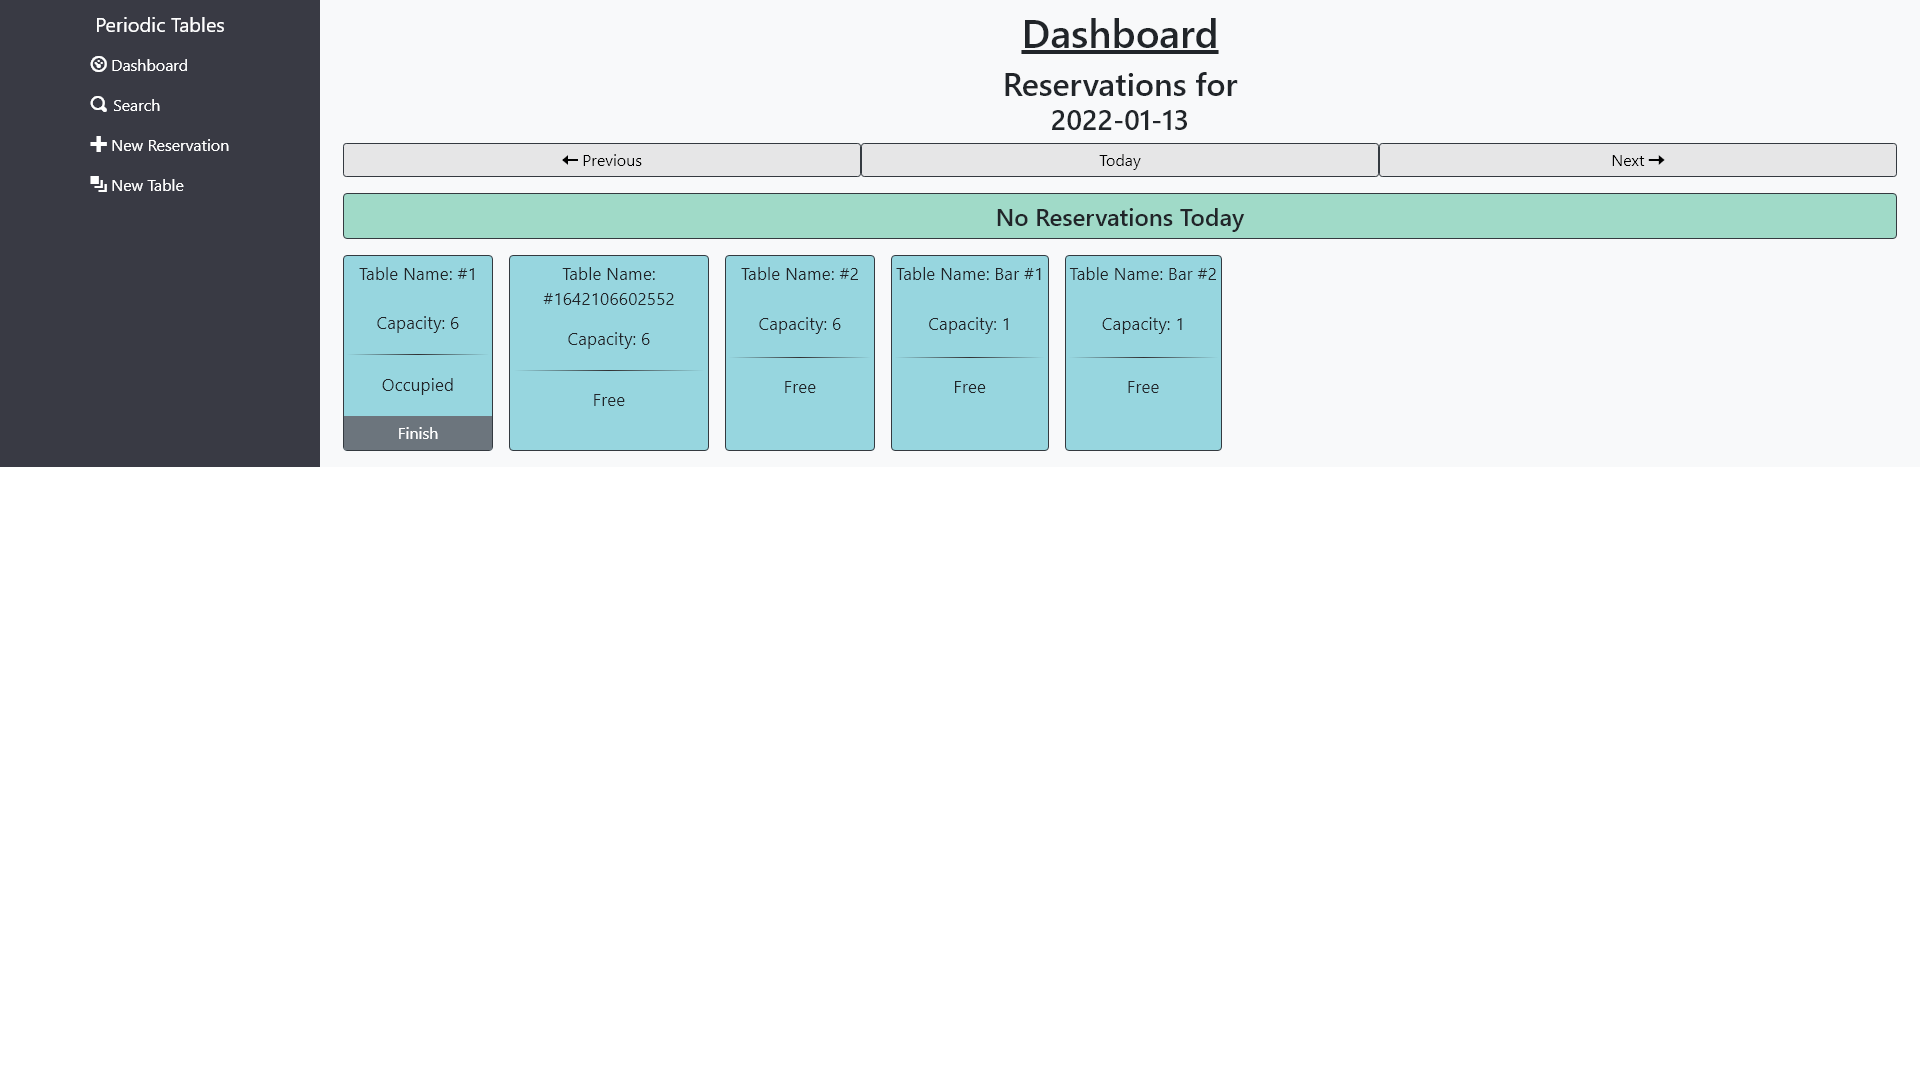 Periodic Tables
Dashboard
Search
New Reservation
New Table
Dashboard
Reservations for
2022-01-13
Previous
Today
Next
No Reservations Today
Table Name: #1
Capacity: 6
Occupied
Finish
Table Name:
#1642106602552
Capacity: 6
Free
Table Name: #2
Capacity: 6
Free
Table Name: Bar #1
Capacity: 1
Free
Table Name: Bar #2
Capacity: 1
Free